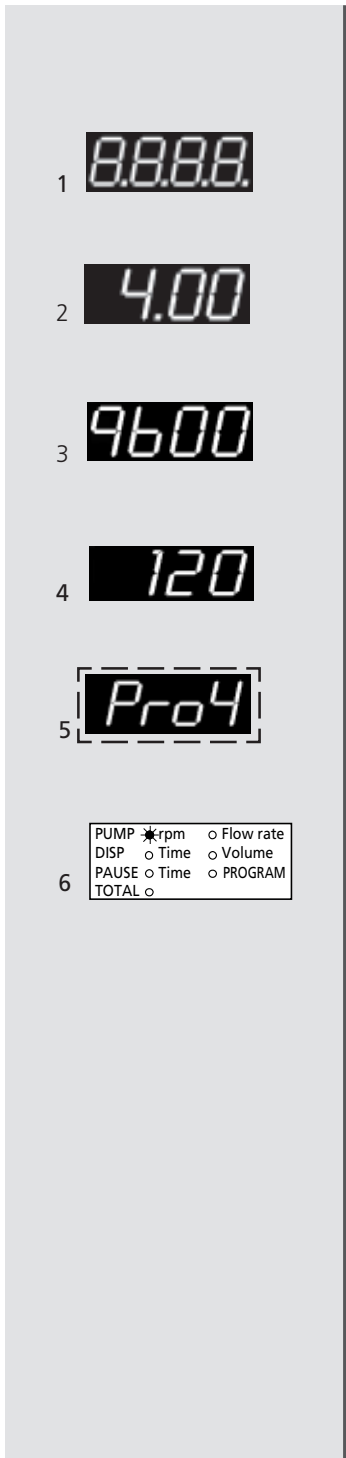 1 8.8.8.8.
2 4.00
3 9600
4 120
5 Pro4
6
PUMP rpm Flow rate
DISP Time Volume
PAUSE Time PROGRAM
TOTAL